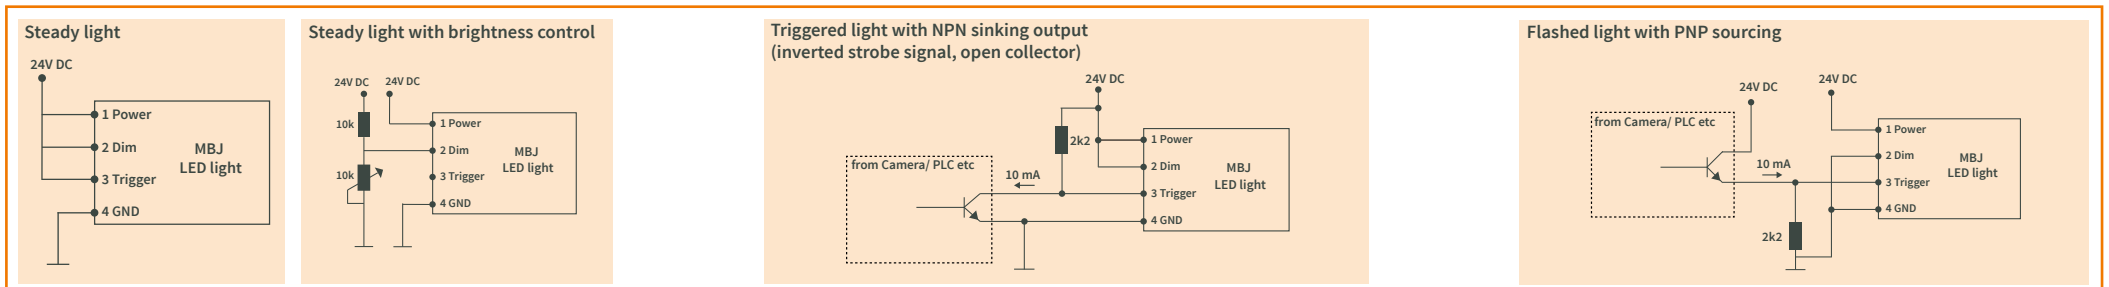 Steady light
24V DC
1 Power
2 Dim
3 Trigger
4 GND
MBJ
LED light
Steady light with brightness control
24V DC
24V DC
10k
10k
1 Power
2 Dim
3 Trigger
4 GND
MBJ
LED light
Triggered light with NPN sinking output
(inverted strobe signal, open collector)
24V DC
2k2
from Camera/ PLC etc
10 mA
1 Power
2 Dim
3 Trigger
4 GND
MBJ
LED light
Flashed light with PNP sourcing
24V DC
24V DC
from Camera/ PLC etc
10 mA
2k2
1 Power
2 Dim
3 Trigger
4 GND
MBJ
LED light